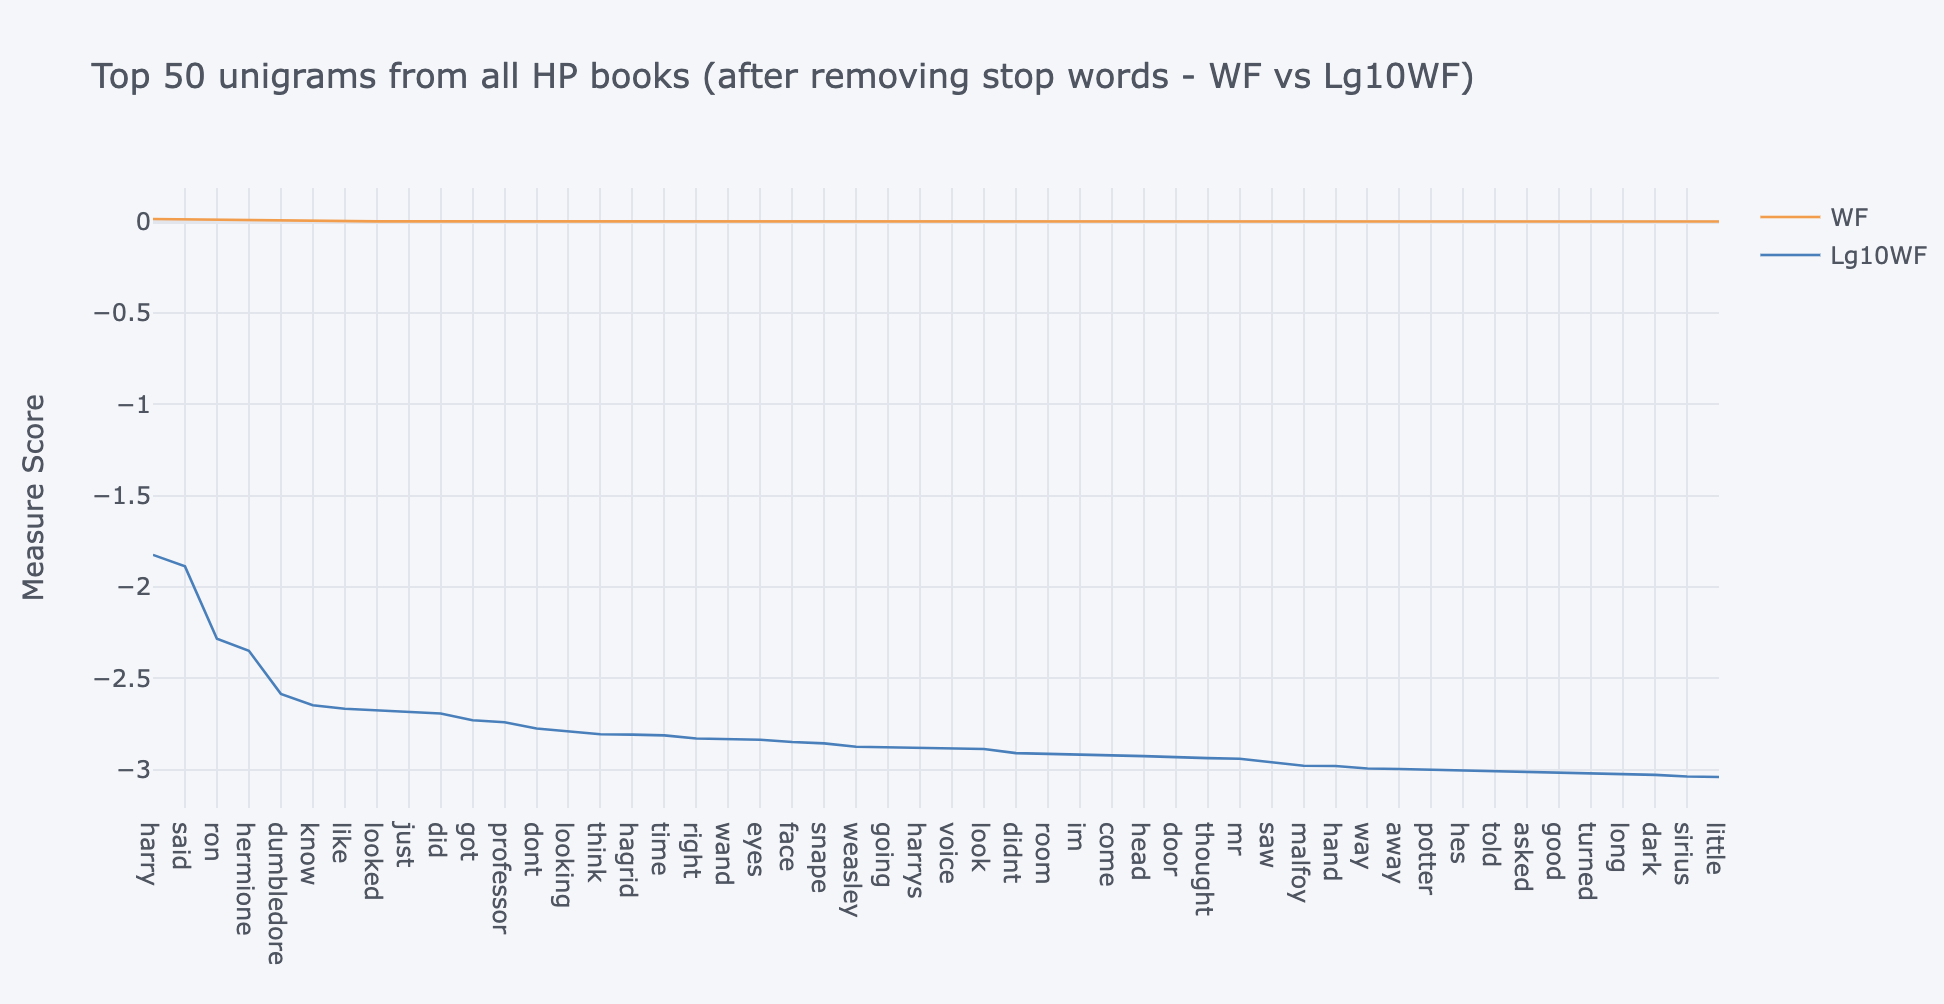 Top 50 unigrams from all HP books (after removing stop words - WF vs Lg10WF)
WF
Lg10WF
Measure Score
0
−0.5
−1
−1.5
−2
−2.5
−3
harry
said
ron
hermione
dumbledore
know
like
looked
just
did
got
professor
dont
looking
think
hagrid
time
right
wand
eyes
face
snape
weasley
going
harrys
voice
look
didnt
room
im
come
head
door
thought
mr
saw
malfoy
hand
way
away
potter
hes
told
asked
good
turned
long
dark
sirius
little